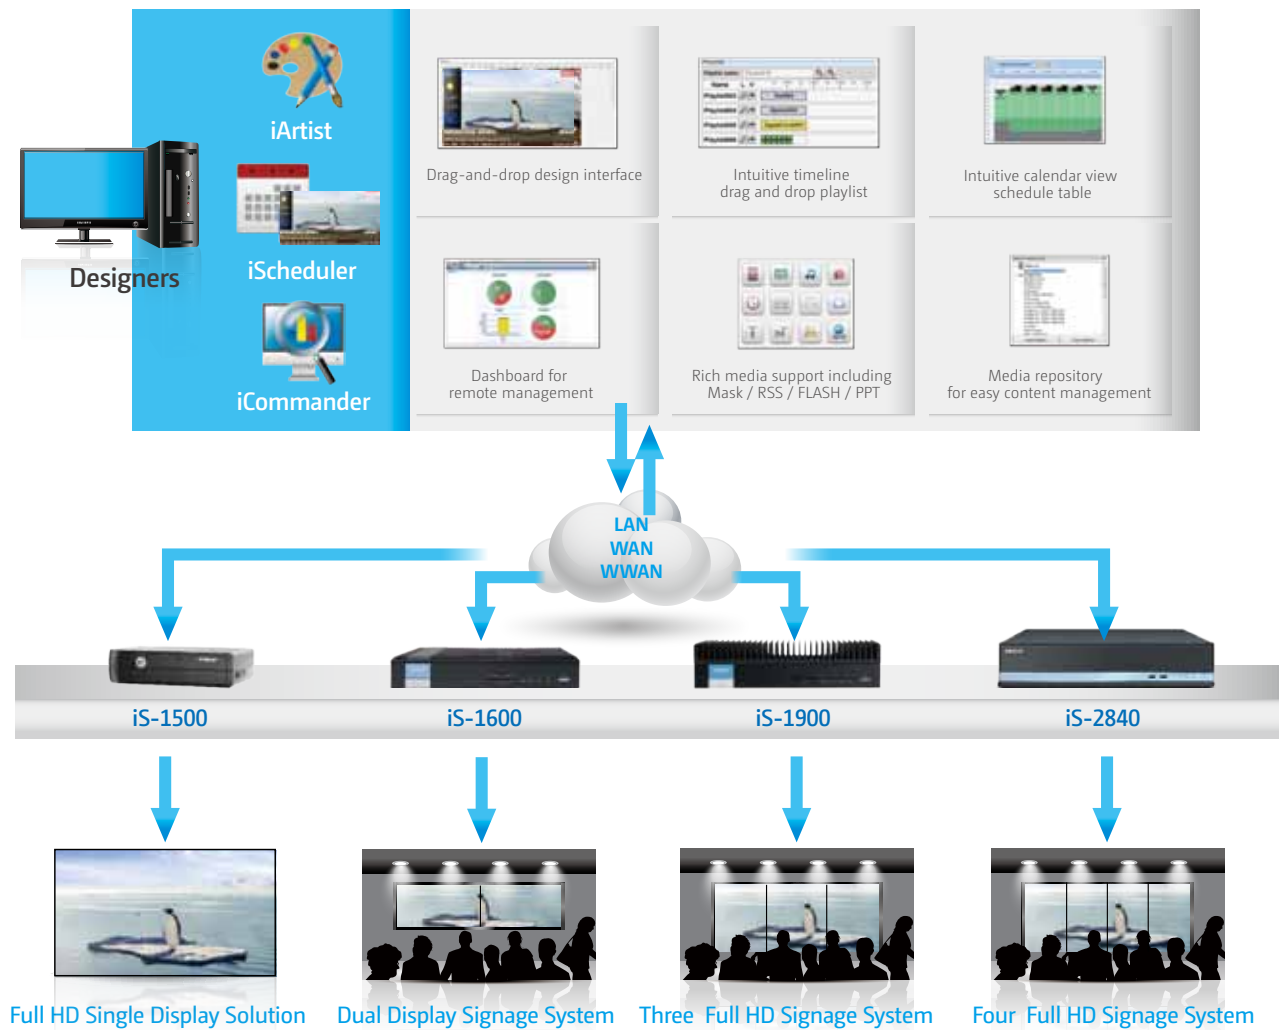 iArtist
Designers
iScheduler
iCommander
Drag-and-drop design interface
Name
Intuitive timeline
drag and drop playlist
Intuitive calendar view
schedule table
Dashboard for
remote management
Rich media support including
Mask / RSS / FLASH / PPT
Media repository
for easy content management
LAN
WAN
WWAN
iS-1500
iS-1600
iS-1900
iS-2840
Full HD Single Display Solution
Dual Display Signage System
Three Full HD Signage System
Four Full HD Signage System